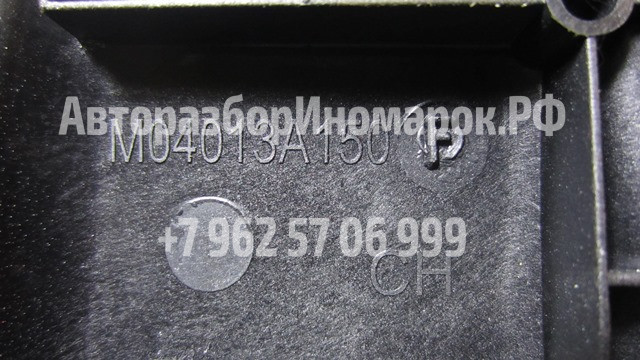 АвторазборИномарок.РФ
M04013A150 P
+7 962 57 06 999
CH